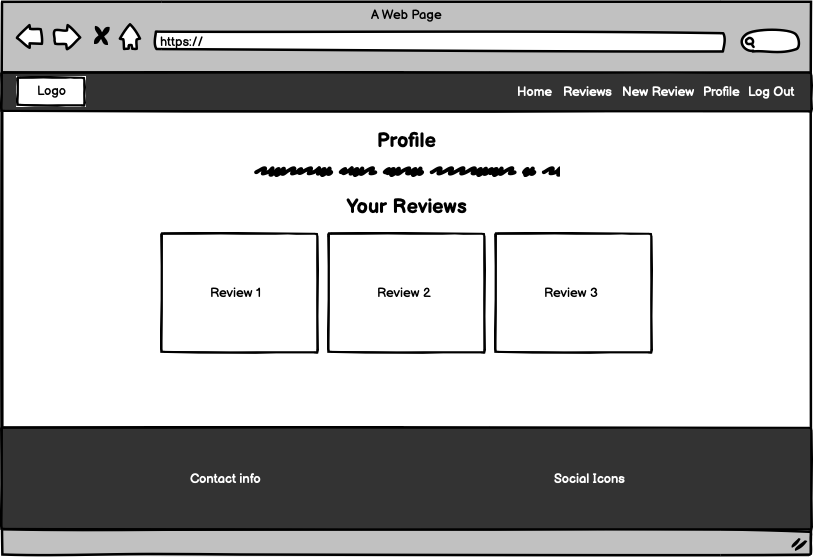 A Web Page
https://
Logo
Home Reviews New Review Profile Log Out
Profile
Your Reviews
Review 1 Review 2 Review 3
Contact info Social Icons